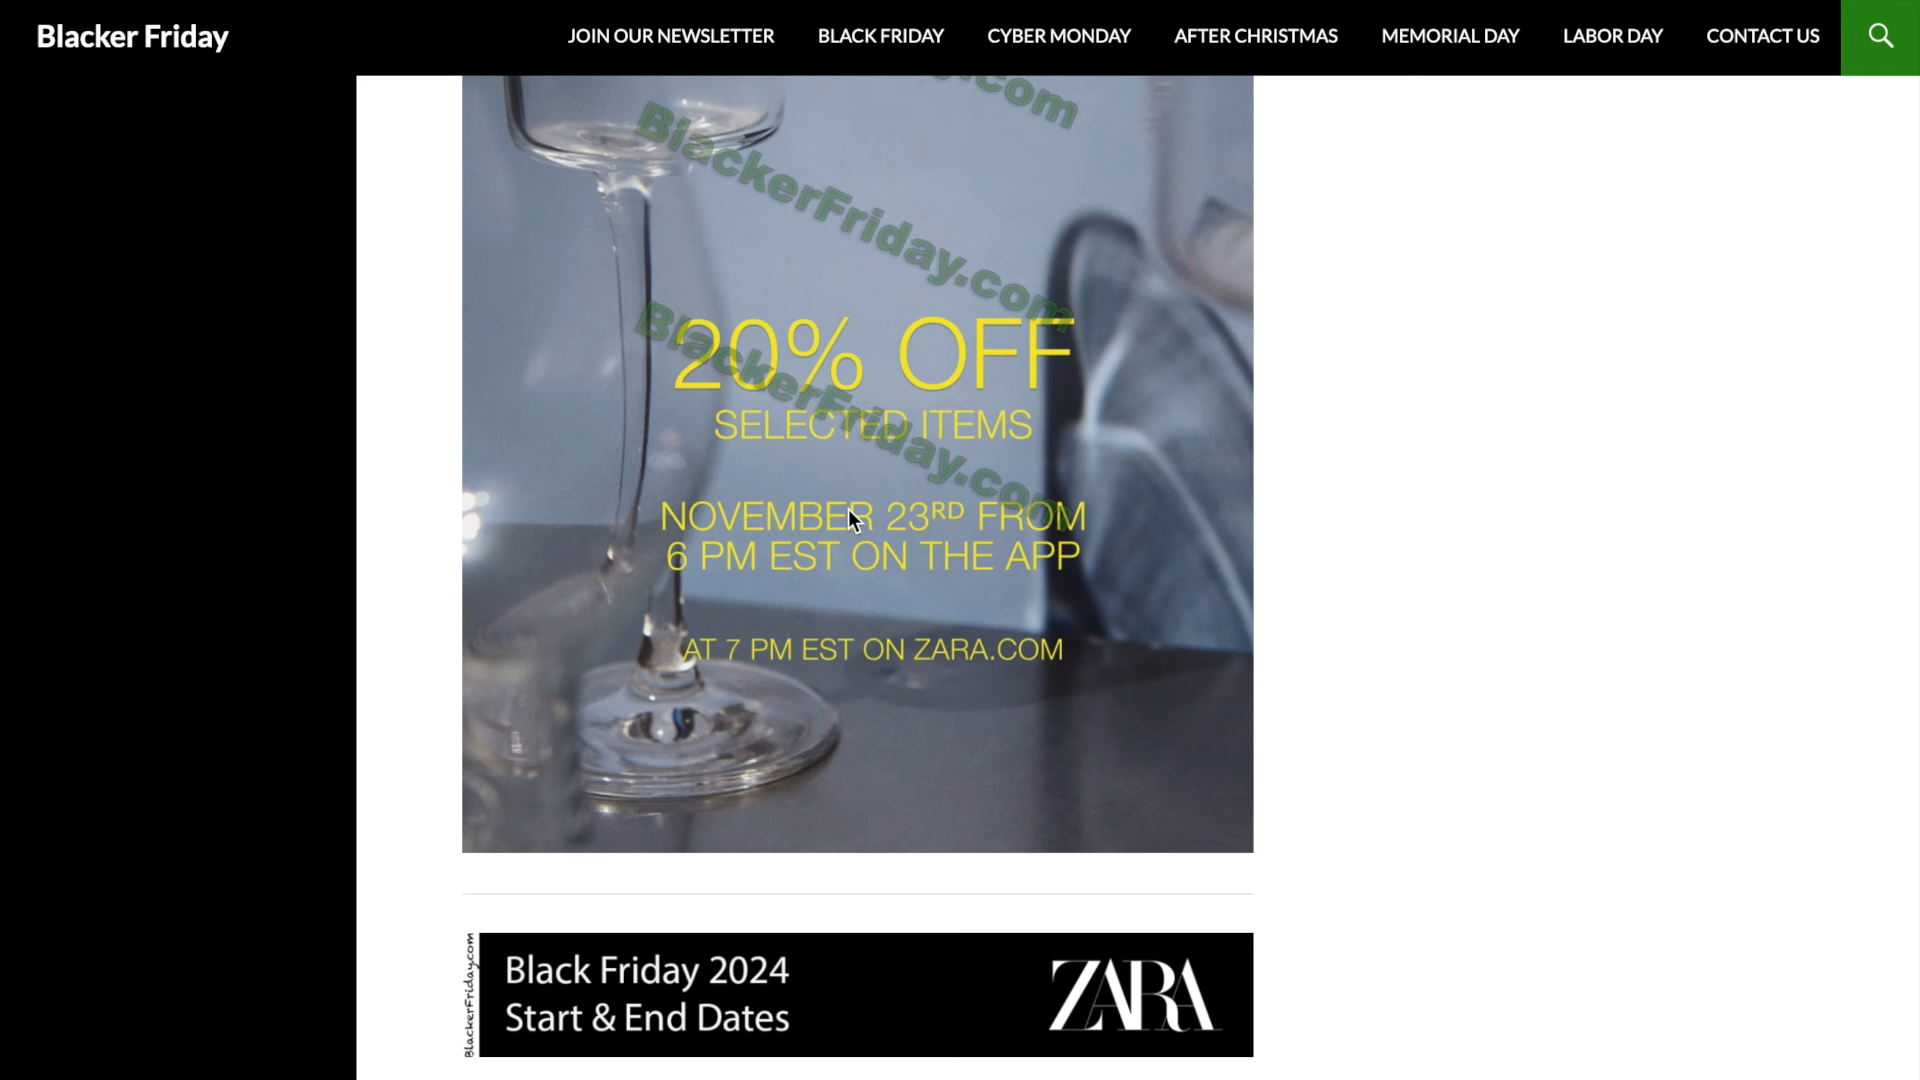 Blacker Friday
JOIN OUR NEWSLETTER
BLACK FRIDAY
CYBER MONDAY
AFTER CHRISTMAS
MEMORIAL DAY
LABOR DAY
CONTACT US
.com
BlackerFriday.com
BlackerFriday.com
20% OFF
SELECTED ITEMS
NOVEMBER 23RD FROM
6 PM EST ON THE APP
AT 7 PM EST ON ZARA.COM
BlackerFriday.com
Black Friday 2024
Start & End Dates
ZARA